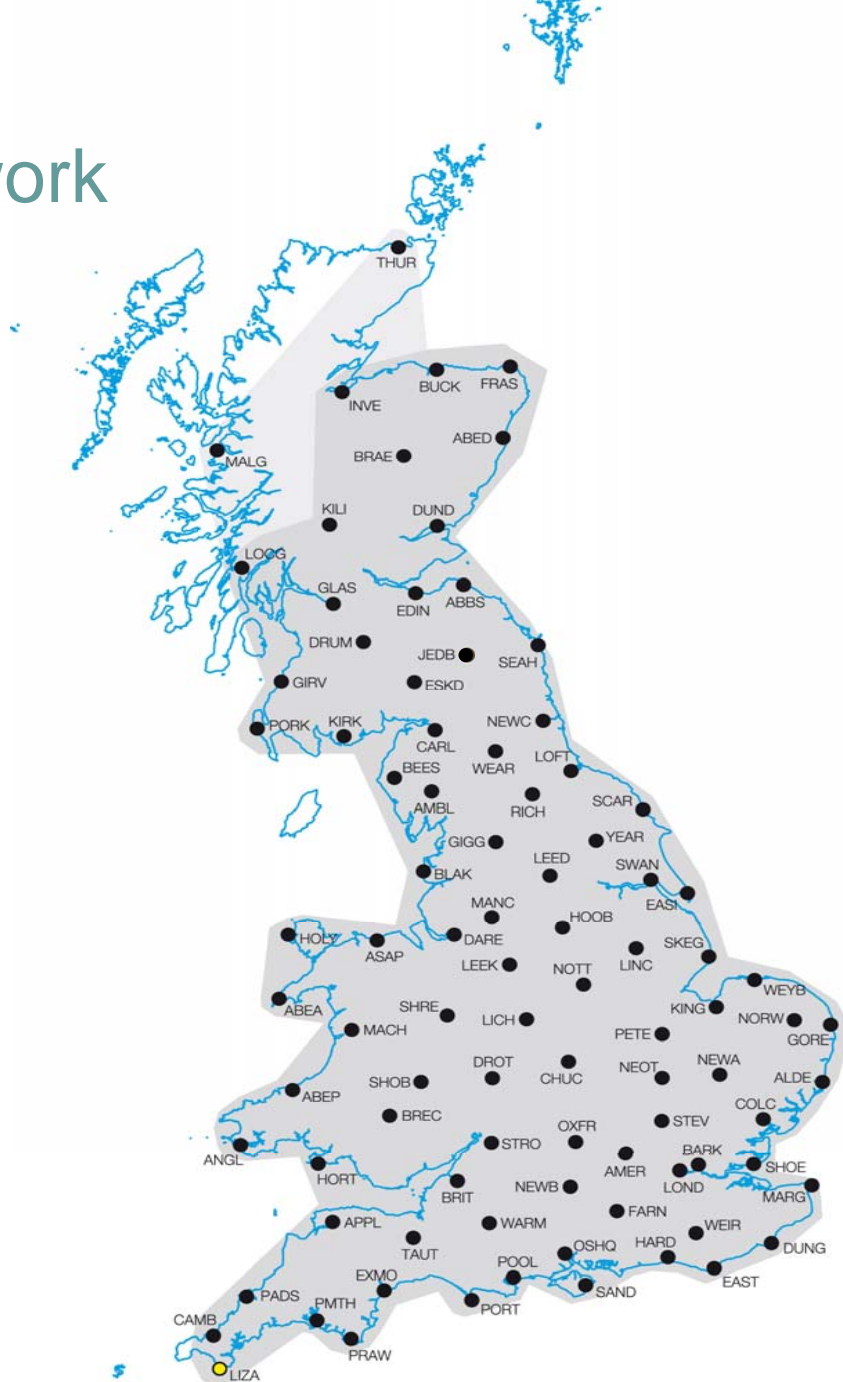 work
THUR
BUCK
FRAS
INVE
ABED
BRAE
MALG
KILI
DUND
LOCG
GLAS
EDIN
ABBS
DRUM
JEDB
SEAH
GIRV
ESKD
PORK
KIRK
NEWC
CARL
WEAR
LOFT
BEES
AMBL
RICH
SCAR
GIGG
YEAR
LEED
SWAN
BLAK
EASI
MANC
HOOB
HOLY
DARE
ASAP
SKEG
LINC
LEEK
NOTT
WEYB
ABEA
SHRE
KING
NORW
LICH
MACH
PETE
GORE
DROT
CHUC
NEOT
NEWA
SHOB
ALDE
ABEP
COLC
BREC
STEV
OXFR
STRO
ANGL
AMER
BARK
SHOE
HORT
LOND
BRIT
NEWB
MARG
APPL
WARM
FARN
WEIR
TAUT
OSHQ
HARD
DUNG
POOL
EXMO
EAST
PADS
SAND
PMTH
PORT
CAMB
PRAW
LIZA